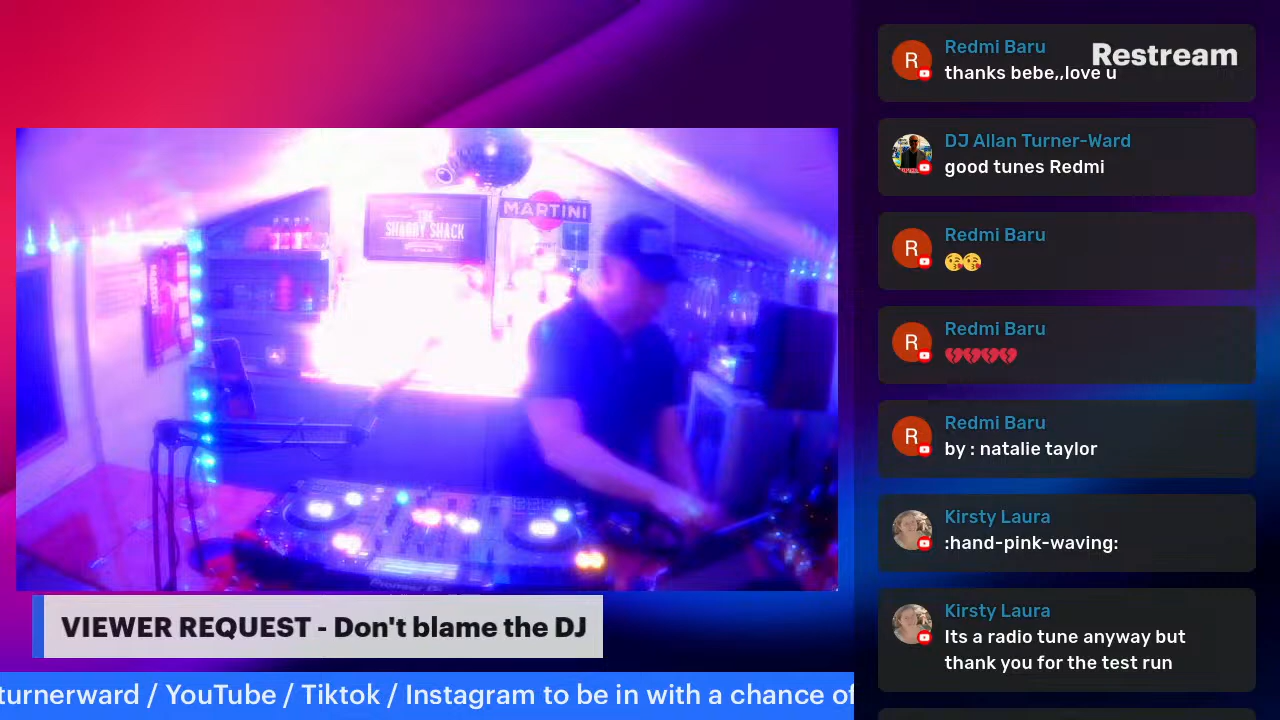 Restream
Redmi Baru
thanks bebe,,love u
DJ Allan Turner-Ward
good tunes Redmi
Redmi Baru
😘😘
Redmi Baru
💔💔💔💔
Redmi Baru
by : natalie taylor
Kirsty Laura
:hand-pink-waving:
Kirsty Laura
Its a radio tune anyway but
thank you for the test run
THE
SHABBY SHACK
MARTINI
Pioneer DJ
VIEWER REQUEST - Don't blame the DJ
turnerward / YouTube / Tiktok / Instagram to be in with a chance of